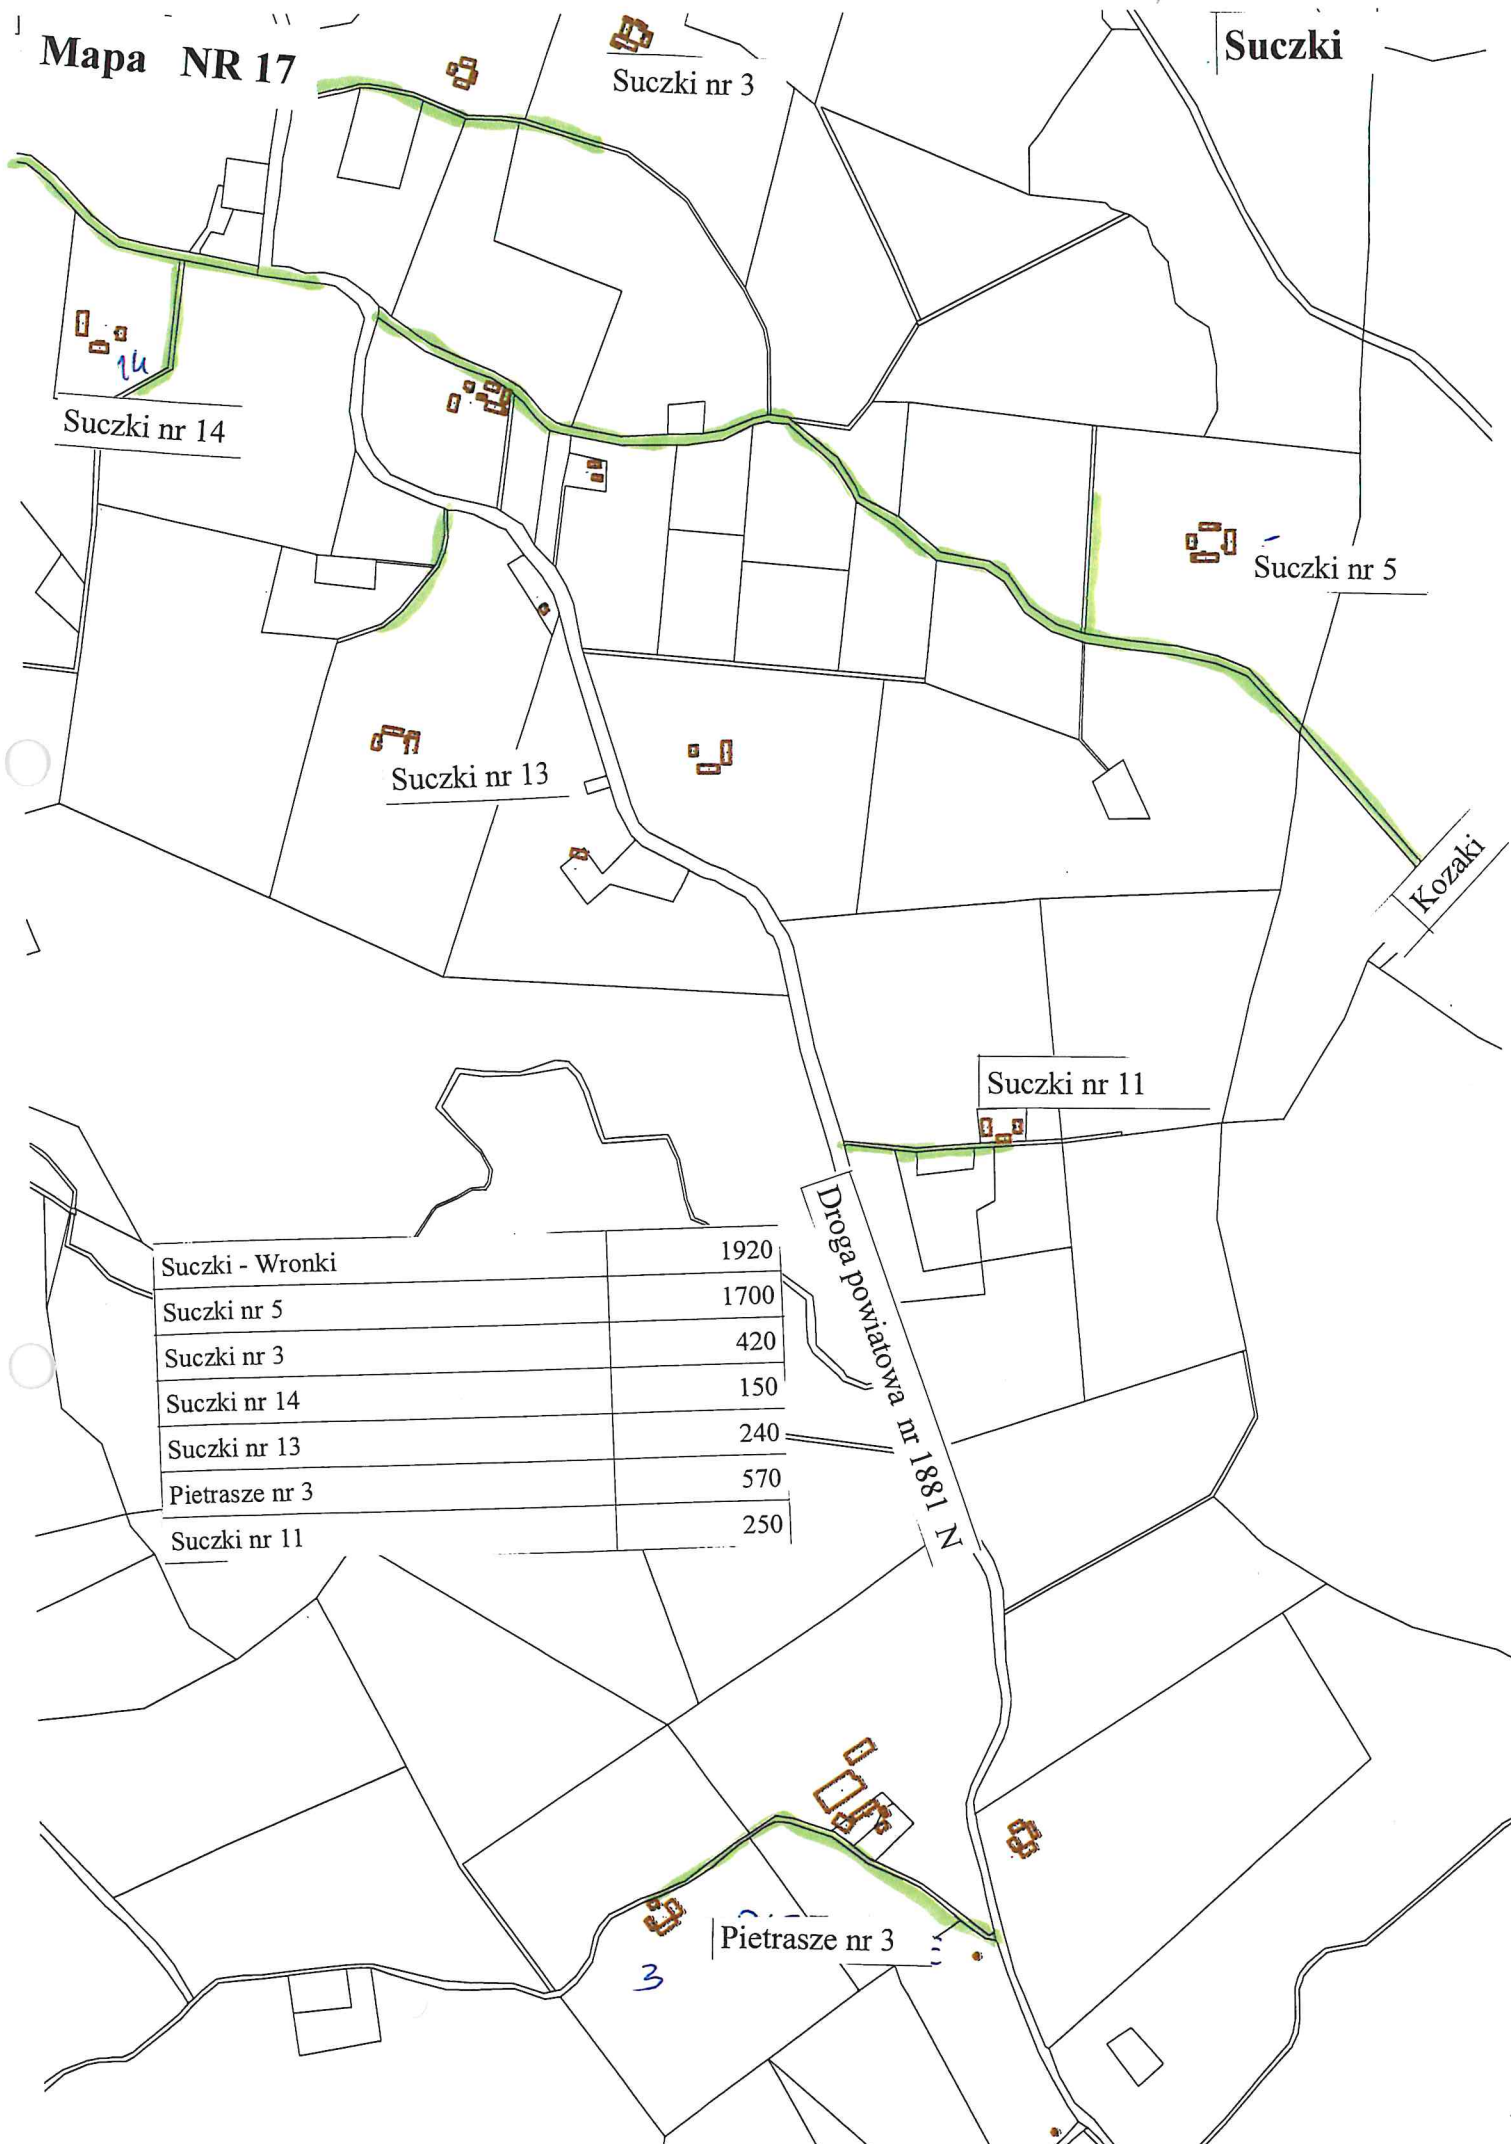 Mapa NR 17
Suczki
Suczki nr 3
14
Suczki nr 14
Suczki nr 5
Suczki nr 13
Kozaki
Suczki nr 11
Droga powiatowa nr 1881 N
Suczki - Wronki 1920
Suczki nr 5 1700
Suczki nr 3 420
Suczki nr 14 150
Suczki nr 13 240
Pietrasze nr 3 570
Suczki nr 11 250
Pietrasze nr 3
3